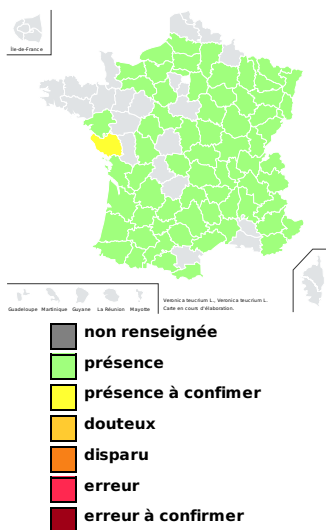 Île-de-France
Guadeloupe Martinique Guyane La Réunion Mayotte
Veronica teucrium L., Veronica teucrium L.
Carte en cours d'élaboration.
non renseignée
présence
présence à confimer
douteux
disparu
erreur
erreur à confirmer